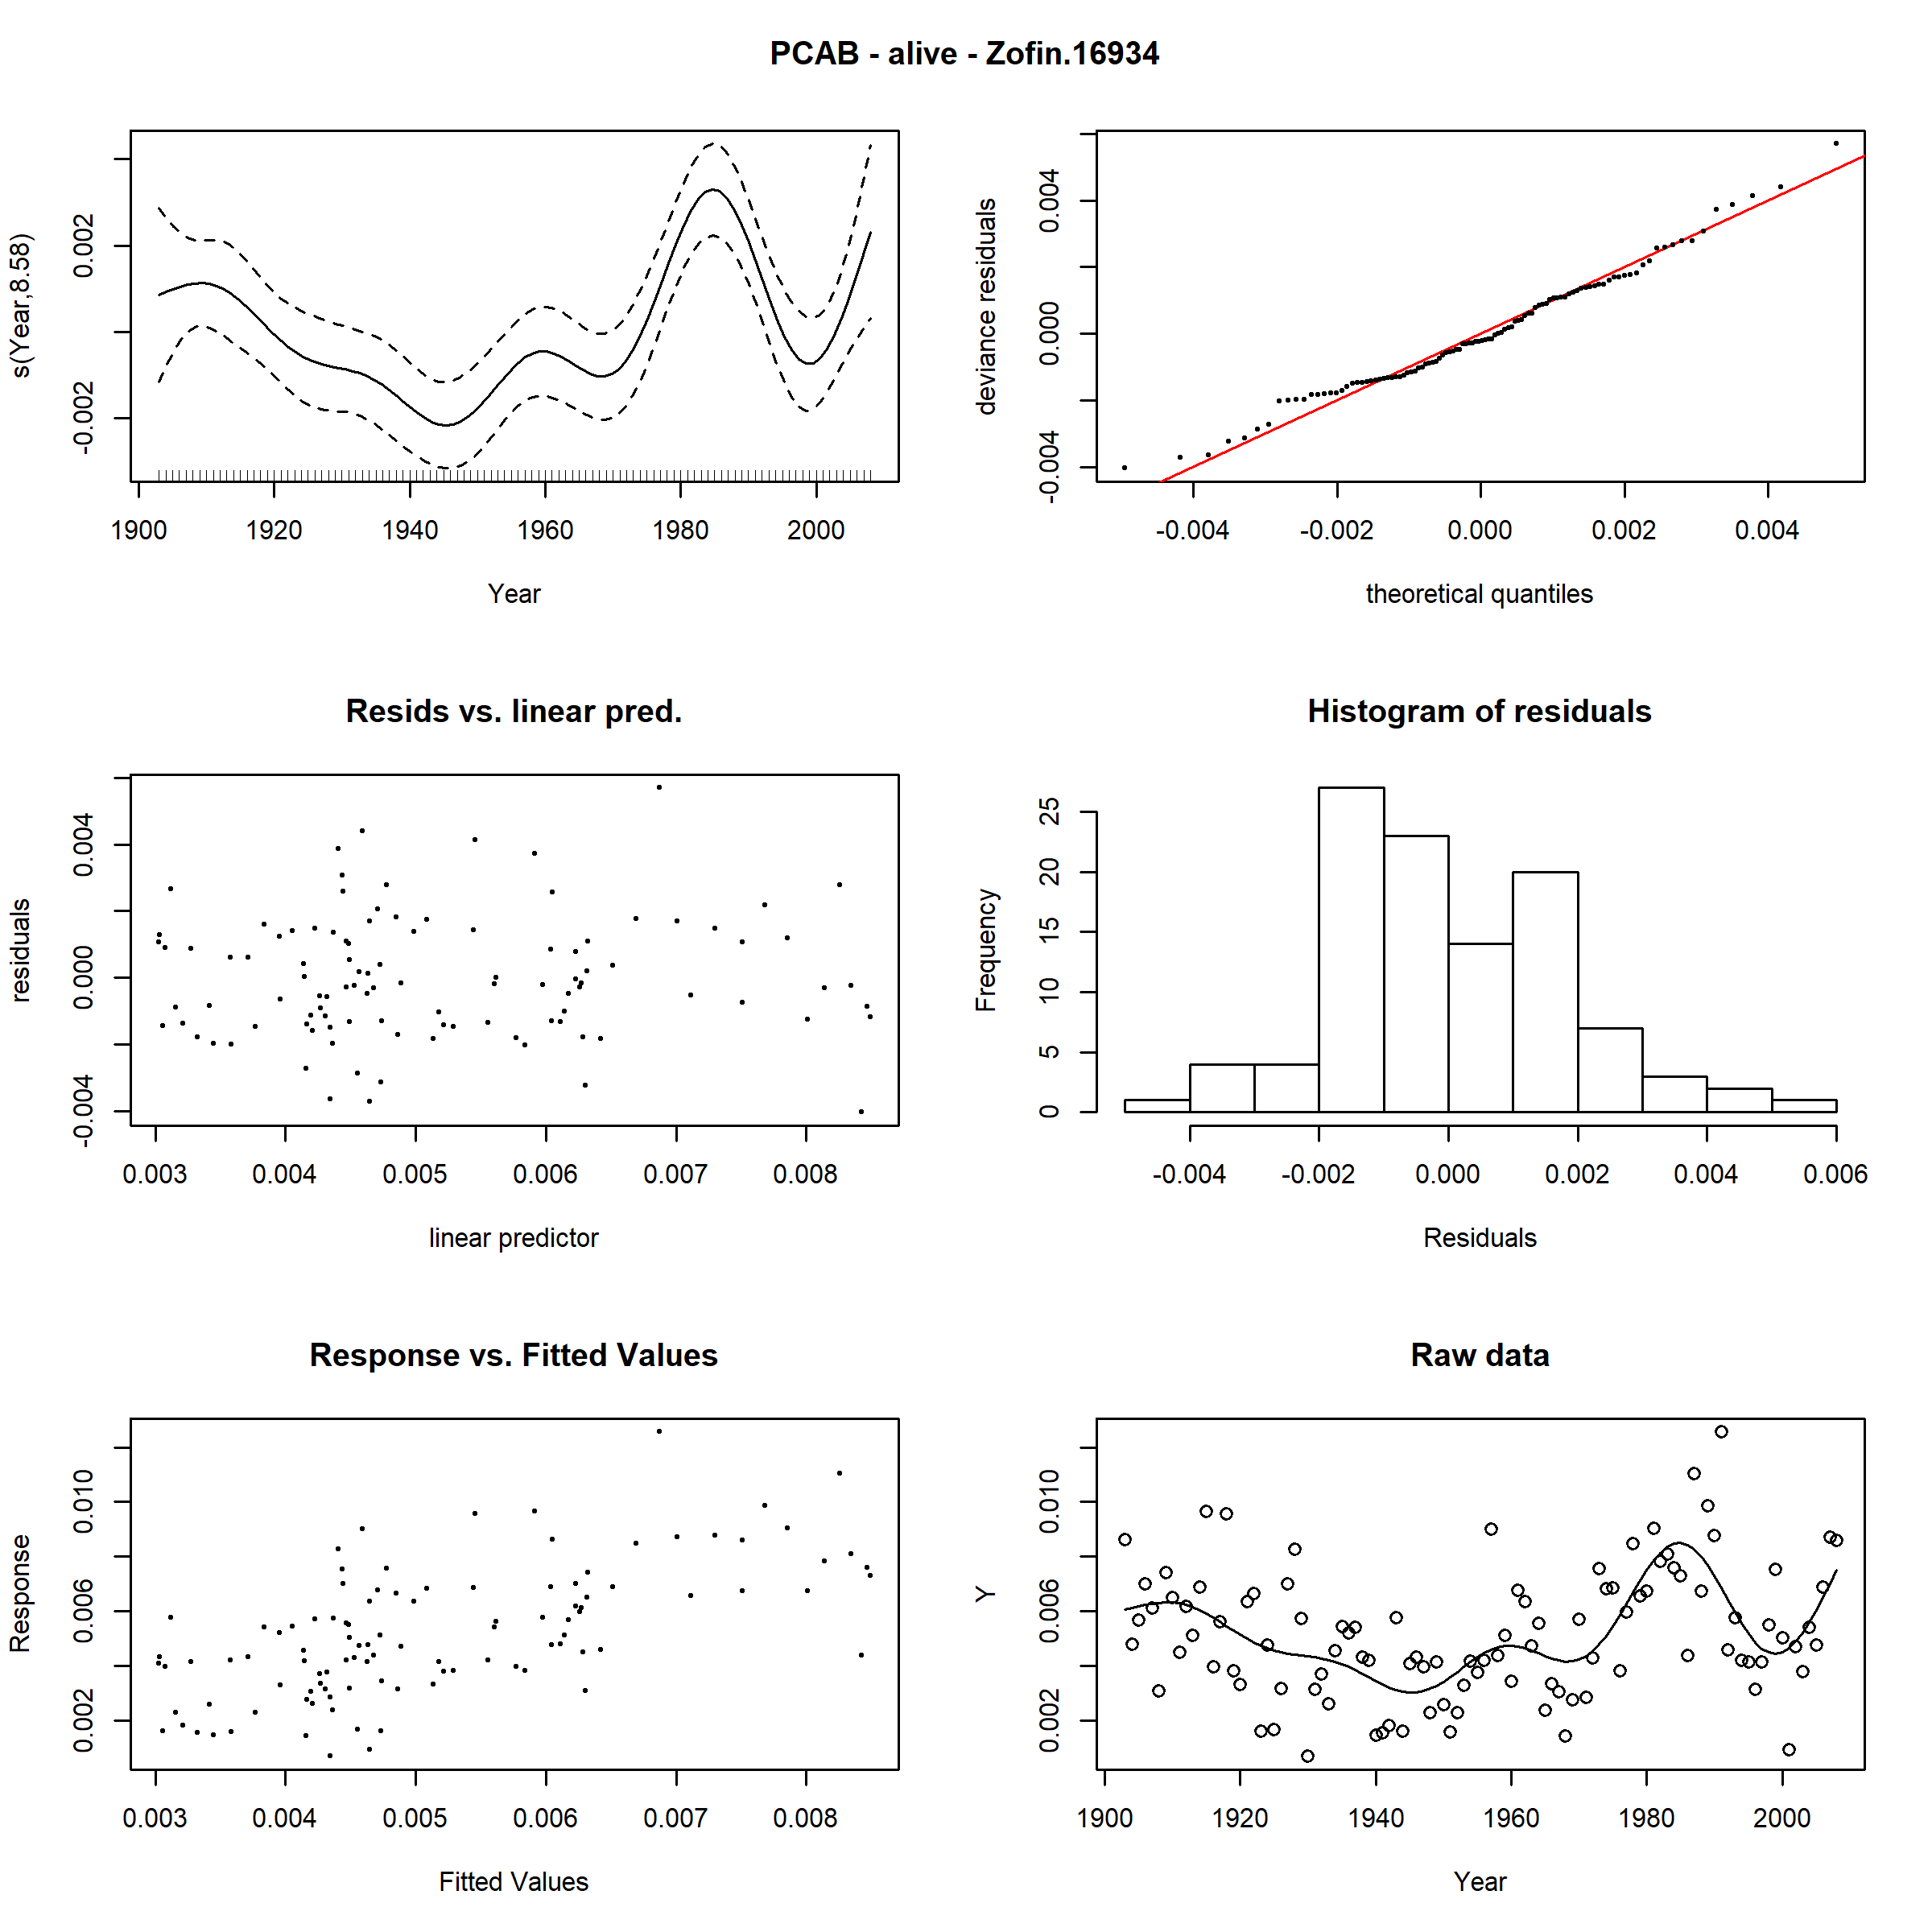 PCAB - alive - Zofin.16934
s(Year,8.58)
-0.002 0.002
1900 1920 1940 1960 1980 2000
Year
deviance residuals
-0.004 0.000 0.004
-0.004 -0.002 0.000 0.002 0.004
theoretical quantiles
Resids vs. linear pred.
residuals
-0.004 0.000 0.004
0.003 0.004 0.005 0.006 0.007 0.008
linear predictor
Histogram of residuals
Frequency
0 5 10 15 20 25
-0.004 -0.002 0.000 0.002 0.004 0.006
Residuals
Response vs. Fitted Values
Response
0.002 0.006 0.010
0.003 0.004 0.005 0.006 0.007 0.008
Fitted Values
Raw data
Y
0.002 0.006 0.010
1900 1920 1940 1960 1980 2000
Year